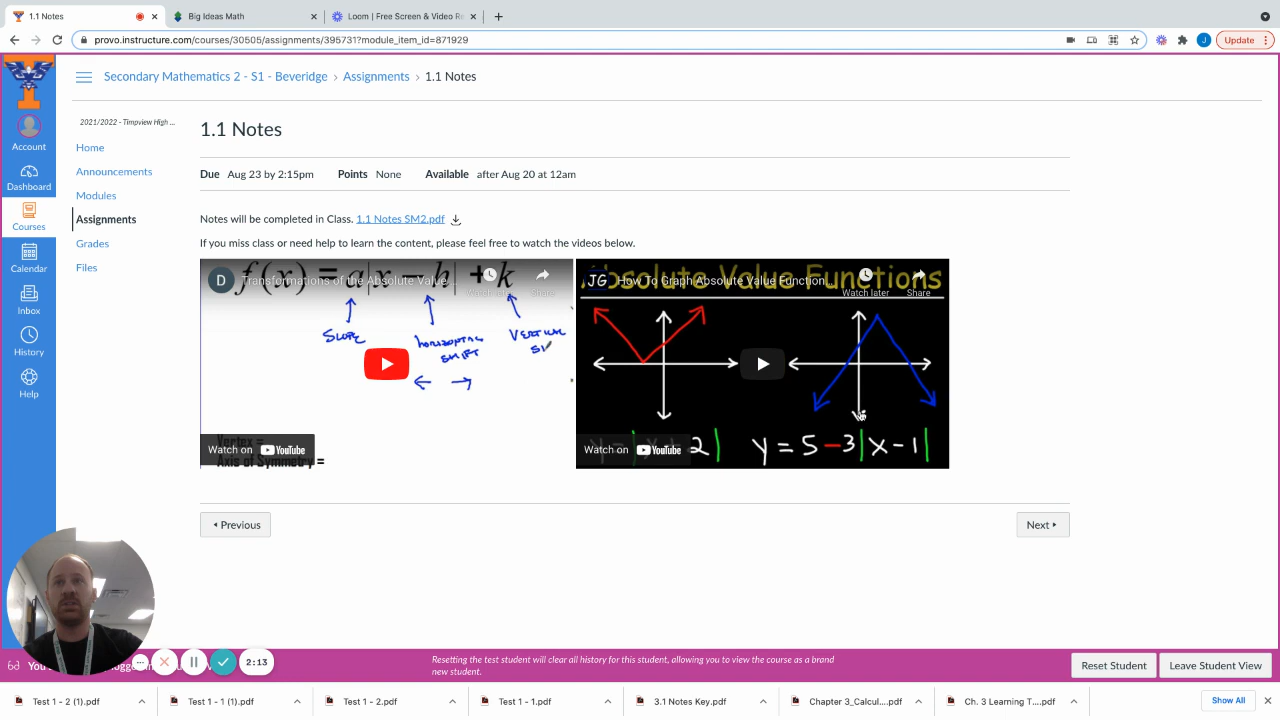 1.1 Notes
Big Ideas Math
Loom | Free Screen & Video Re
provo.instructure.com/courses/30505/assignments/395731?module_item_id=871929
J
Update
Secondary Mathematics 2 - S1 - Beveridge › Assignments › 1.1 Notes
Account
Dashboard
Courses
Calendar
Inbox
History
Help
2021/2022 - Timpview High ...
Home
Announcements
Modules
Assignments
Grades
Files
1.1 Notes
Due Aug 23 by 2:15pm Points None Available after Aug 20 at 12am
Notes will be completed in Class. 1.1 Notes SM2.pdf
If you miss class or need help to learn the content, please feel free to watch the videos below.
f(x) = a|x - h| + k
D Transformations of the Absolute Value...
Watch later Share
SLOPE
HORIZONTAL
SHIFT
VERTICAL
Watch on YouTube
Vertex =
Axis of Symmetry =
Absolute Value Functions
JG How To Graph Absolute Value Function...
Watch later Share
Watch on YouTube
y = 5 - 3|x - 1|
Previous
Next
2:13
Resetting the test student will clear all history for this student, allowing you to view the course as a brand
new student.
Reset Student
Leave Student View
Test 1 - 2 (1).pdf
Test 1 - 1 (1).pdf
Test 1 - 2.pdf
Test 1 - 1.pdf
3.1 Notes Key.pdf
Chapter 3_Calcul....pdf
Ch. 3 Learning T....pdf
Show All